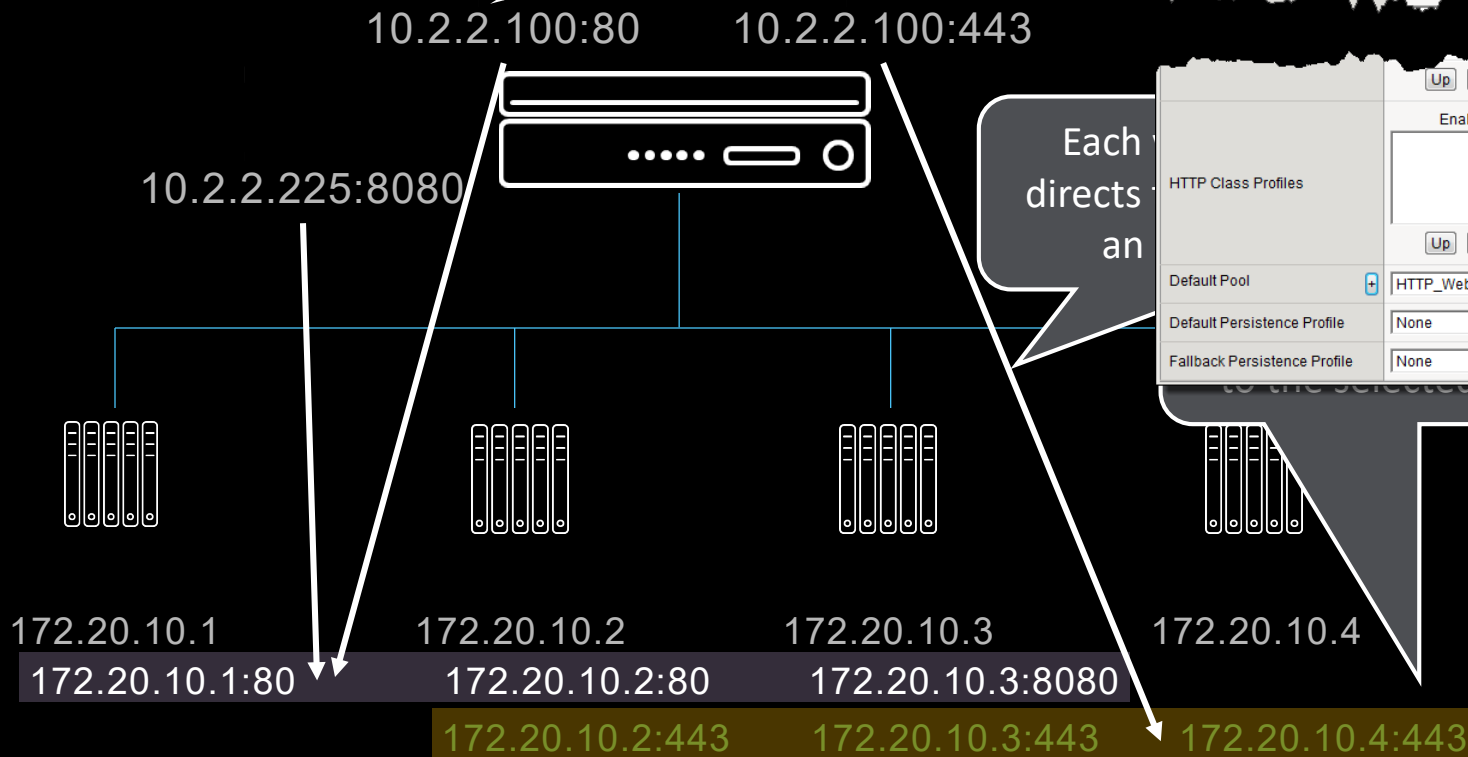 10.2.2.100:80 10.2.2.100:443
10.2.2.225:8080
Each
directs
an
Up
HTTP Class Profiles
Up
Default Pool + HTTP_Web
Default Persistence Profile None
Fallback Persistence Profile None
to the selected
172.20.10.1 172.20.10.2 172.20.10.3 172.20.10.4
172.20.10.1:80 172.20.10.2:80 172.20.10.3:8080
172.20.10.2:443 172.20.10.3:443 172.20.10.4:443